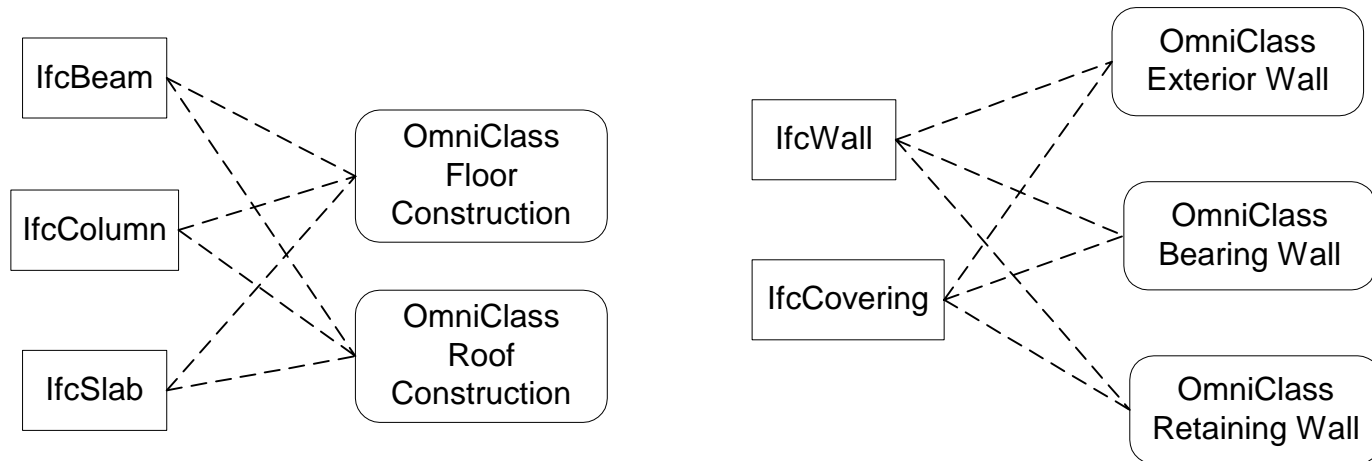 IfcBeam
IfcColumn
IfcSlab
OmniClass
Floor
Construction
OmniClass
Roof
Construction
IfcWall
IfcCovering
OmniClass
Exterior Wall
OmniClass
Bearing Wall
OmniClass
Retaining Wall